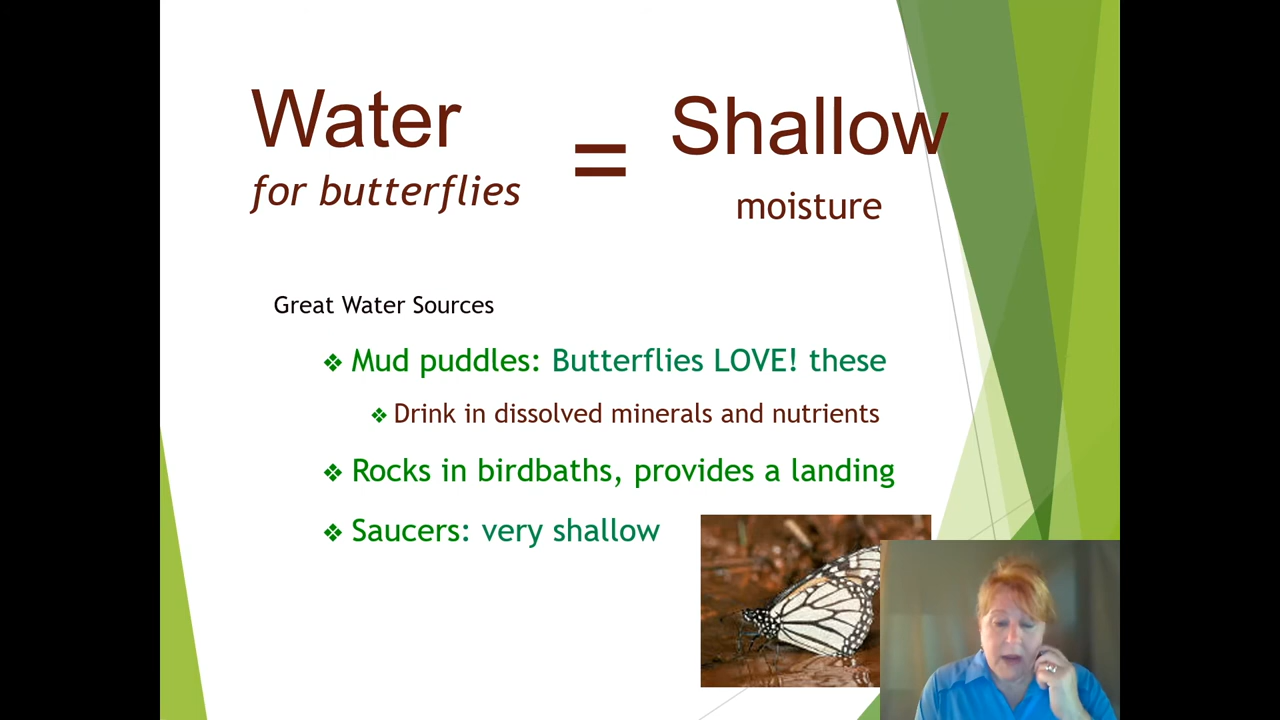 Water = Shallow
for butterflies
moisture
Great Water Sources
❖ Mud puddles: Butterflies LOVE! these
❖ Drink in dissolved minerals and nutrients
❖ Rocks in birdbaths, provides a landing
❖ Saucers: very shallow